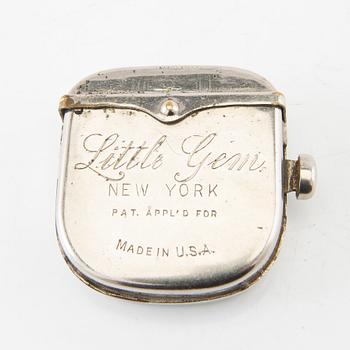 Little Gem.
NEW YORK
PAT. APPL'D FOR
MADE IN U.S.A.